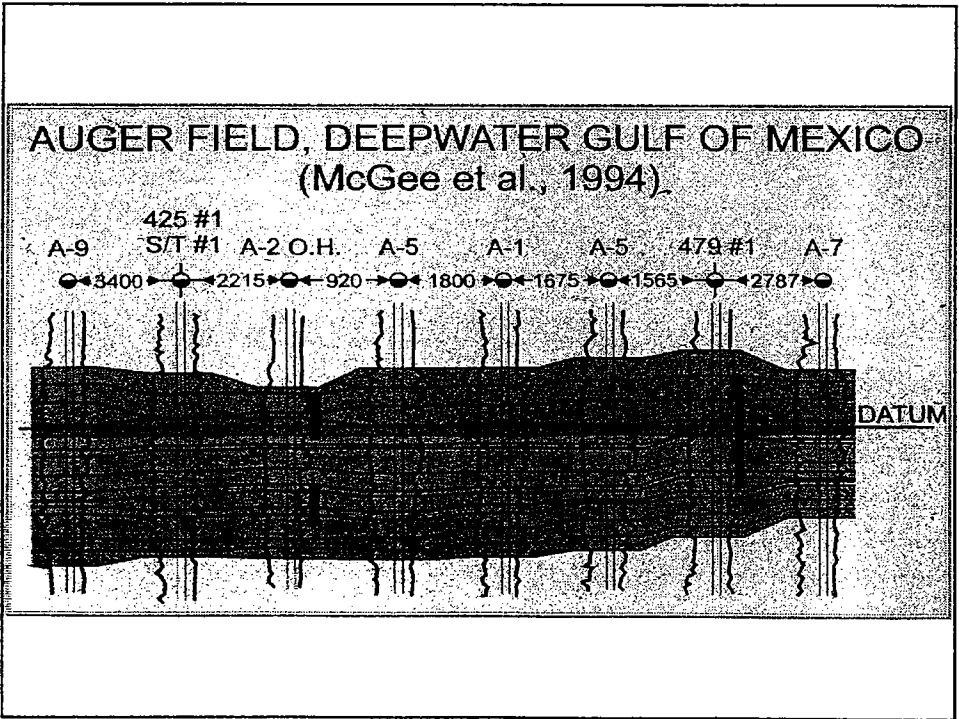 AUGER FIELD, DEEPWATER GULF OF MEXICO
(McGee et al., 1994)
425 #1
A-9 S/T #1 A-2 O.H. A-5 A-1 A-5 479 #1 A-7
3400 2215 920 1800 1675 1565 2787
DATUM